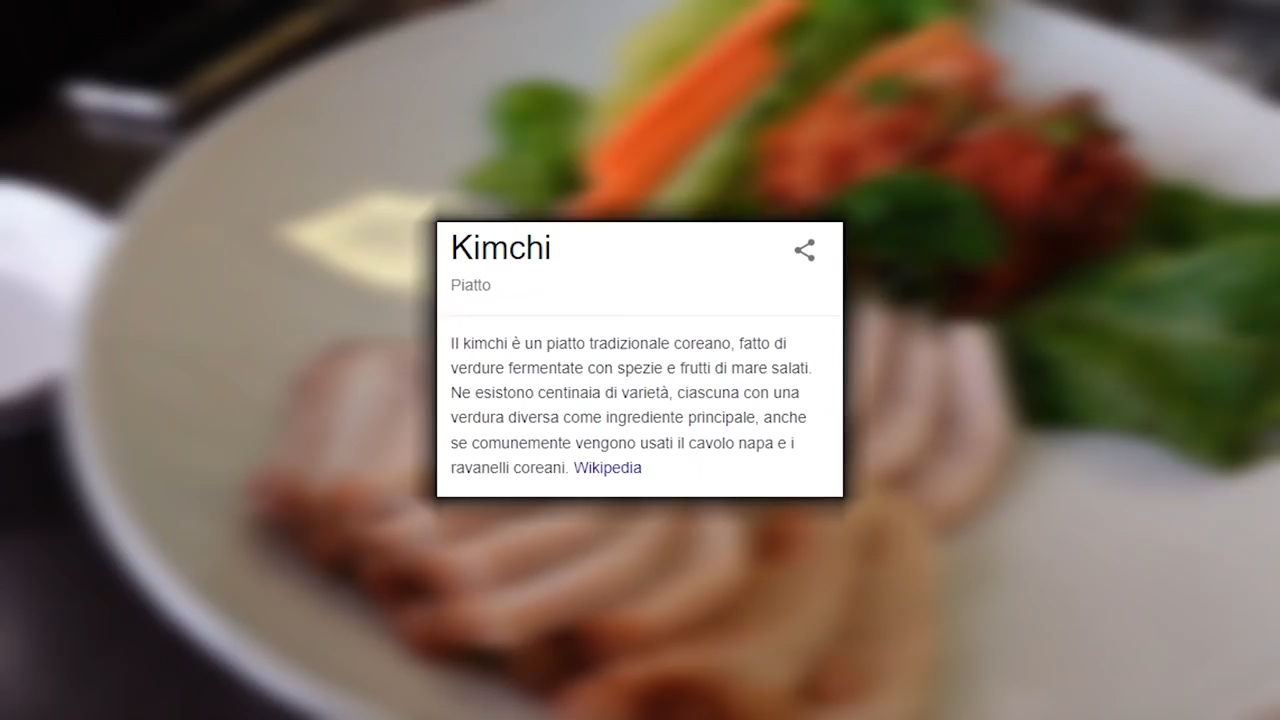 Kimchi
Piatto
Il kimchi è un piatto tradizionale coreano, fatto di
verdure fermentate con spezie e frutti di mare salati.
Ne esistono centinaia di varietà, ciascuna con una
verdura diversa come ingrediente principale, anche
se comunemente vengono usati il cavolo napa e i
ravanelli coreani. Wikipedia